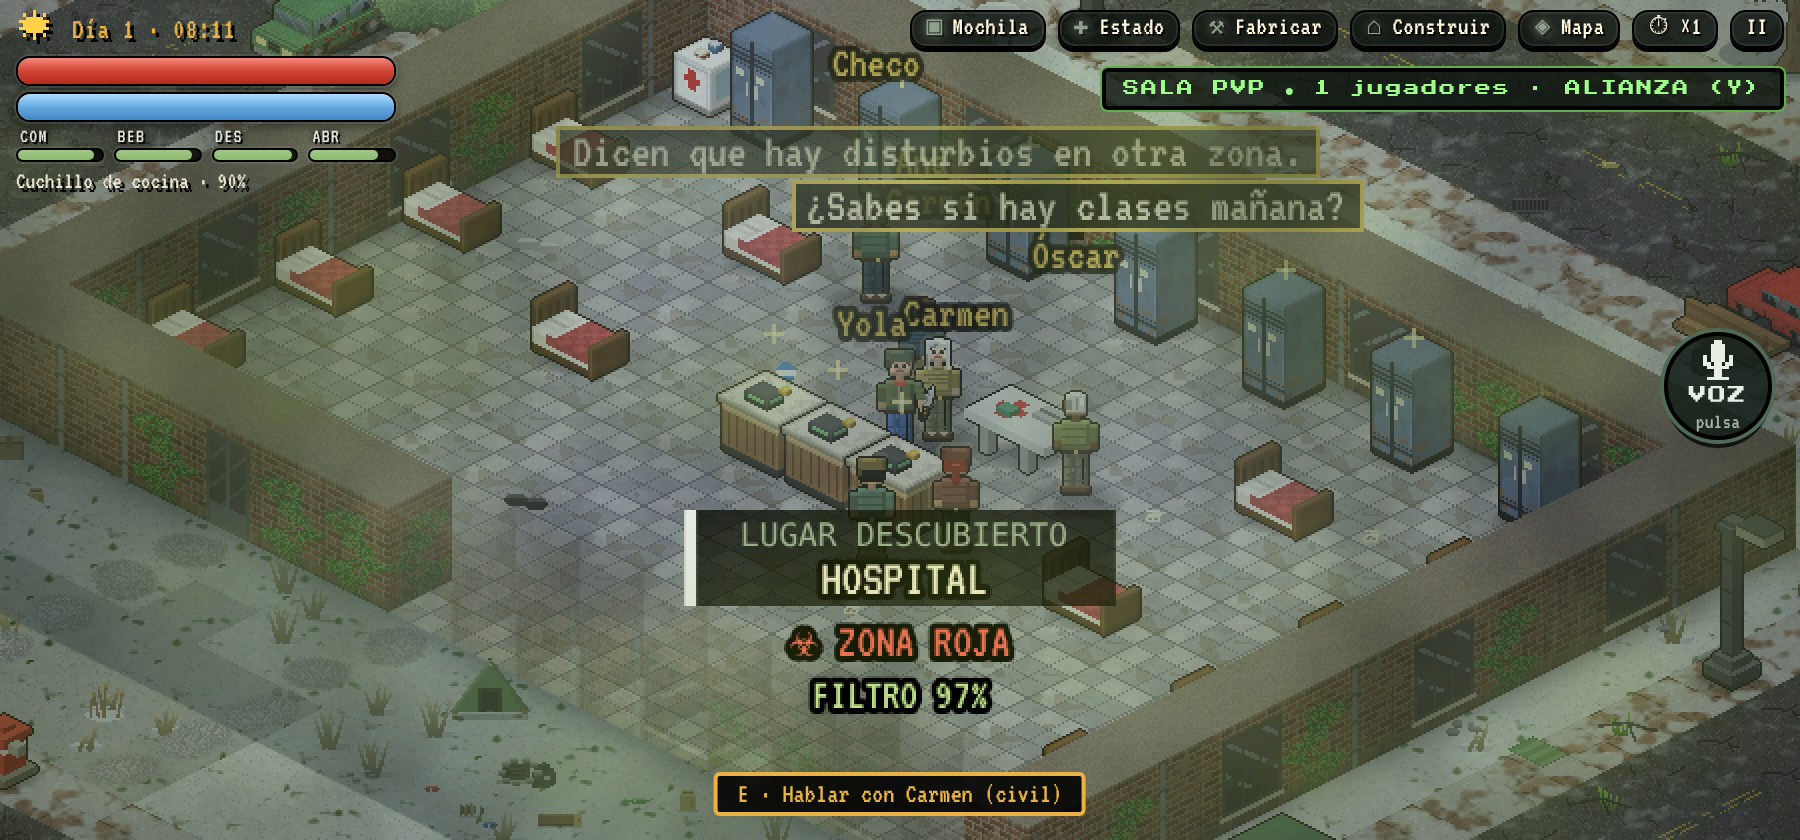 Día 1 · 08:11
Mochila
Estado
Fabricar
Construir
Mapa
X1
II
SALA PVP . 1 jugadores · ALIANZA (Y)
COM BEB DES ABR
Cuchillo de cocina · 90%
Checo
Dicen que hay disturbios en otra zona.
¿Sabes si hay clases mañana?
Óscar
Yola
Carmen
VOZ
pulsa
LUGAR DESCUBIERTO
HOSPITAL
ZONA ROJA
FILTRO 97%
E · Hablar con Carmen (civil)